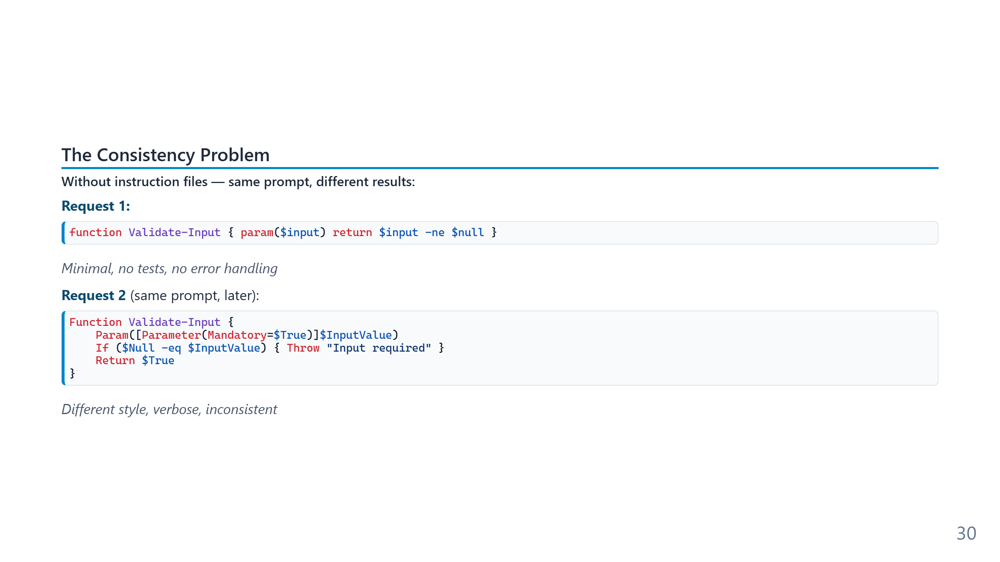 The Consistency Problem
Without instruction files — same prompt, different results:
Request 1:
function Validate-Input { param($input) return $input -ne $null }
Minimal, no tests, no error handling
Request 2 (same prompt, later):
Function Validate-Input {
    Param([Parameter(Mandatory=$True)]$InputValue)
    If ($Null -eq $InputValue) { Throw "Input required" }
    Return $True
}
Different style, verbose, inconsistent
30